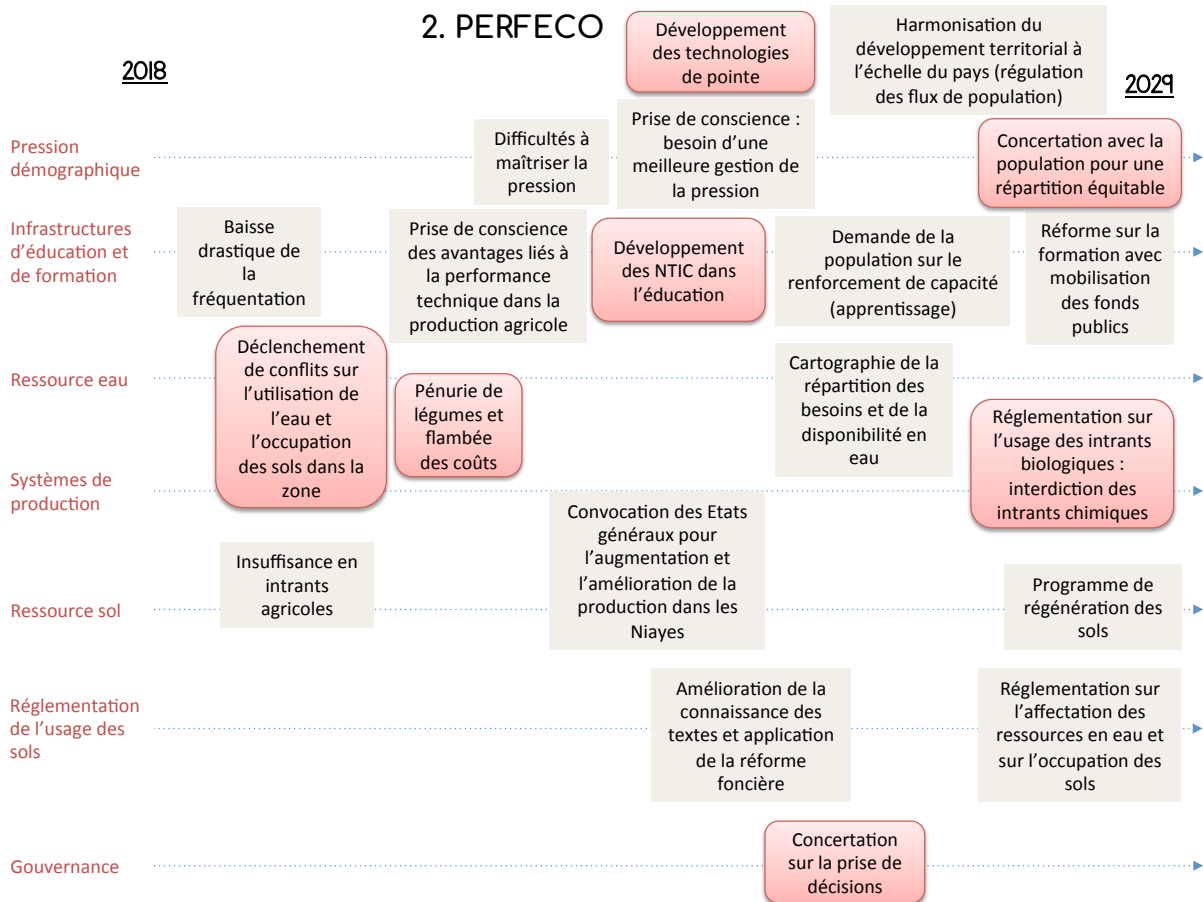 2. PERFECO
2018
2029
Développement
des technologies
de pointe
Harmonisation du
développement territorial à
l'échelle du pays (régulation
des flux de population)
Pression
démographique
Difficultés à
maîtriser la
pression
Prise de conscience :
besoin d'une
meilleure gestion de
la pression
Concertation avec la
population pour une
répartition équitable
Infrastructures
d'éducation et
de formation
Baisse
drastique de
la
fréquentation
Prise de conscience
des avantages liés à
la performance
technique dans la
production agricole
Développement
des NTIC dans
l'éducation
Demande de la
population sur le
renforcement de capacité
(apprentissage)
Réforme sur la
formation avec
mobilisation
des fonds
publics
Ressource eau
Déclenchement
de conflits sur
l'utilisation de
l'eau et
l'occupation
des sols dans la
zone
Pénurie de
légumes et
flambée
des coûts
Cartographie de la
répartition des
besoins et de la
disponibilité en
eau
Réglementation sur
l'usage des intrants
biologiques :
interdiction des
intrants chimiques
Systèmes de
production
Convocation des Etats
généraux pour
l'augmentation et
l'amélioration de la
production dans les
Niayes
Ressource sol
Insuffisance en
intrants
agricoles
Programme de
régénération des
sols
Réglementation
de l'usage des
sols
Amélioration de la
connaissance des
textes et application
de la réforme
foncière
Réglementation sur
l'affectation des
ressources en eau et
sur l'occupation des
sols
Gouvernance
Concertation
sur la prise de
décisions